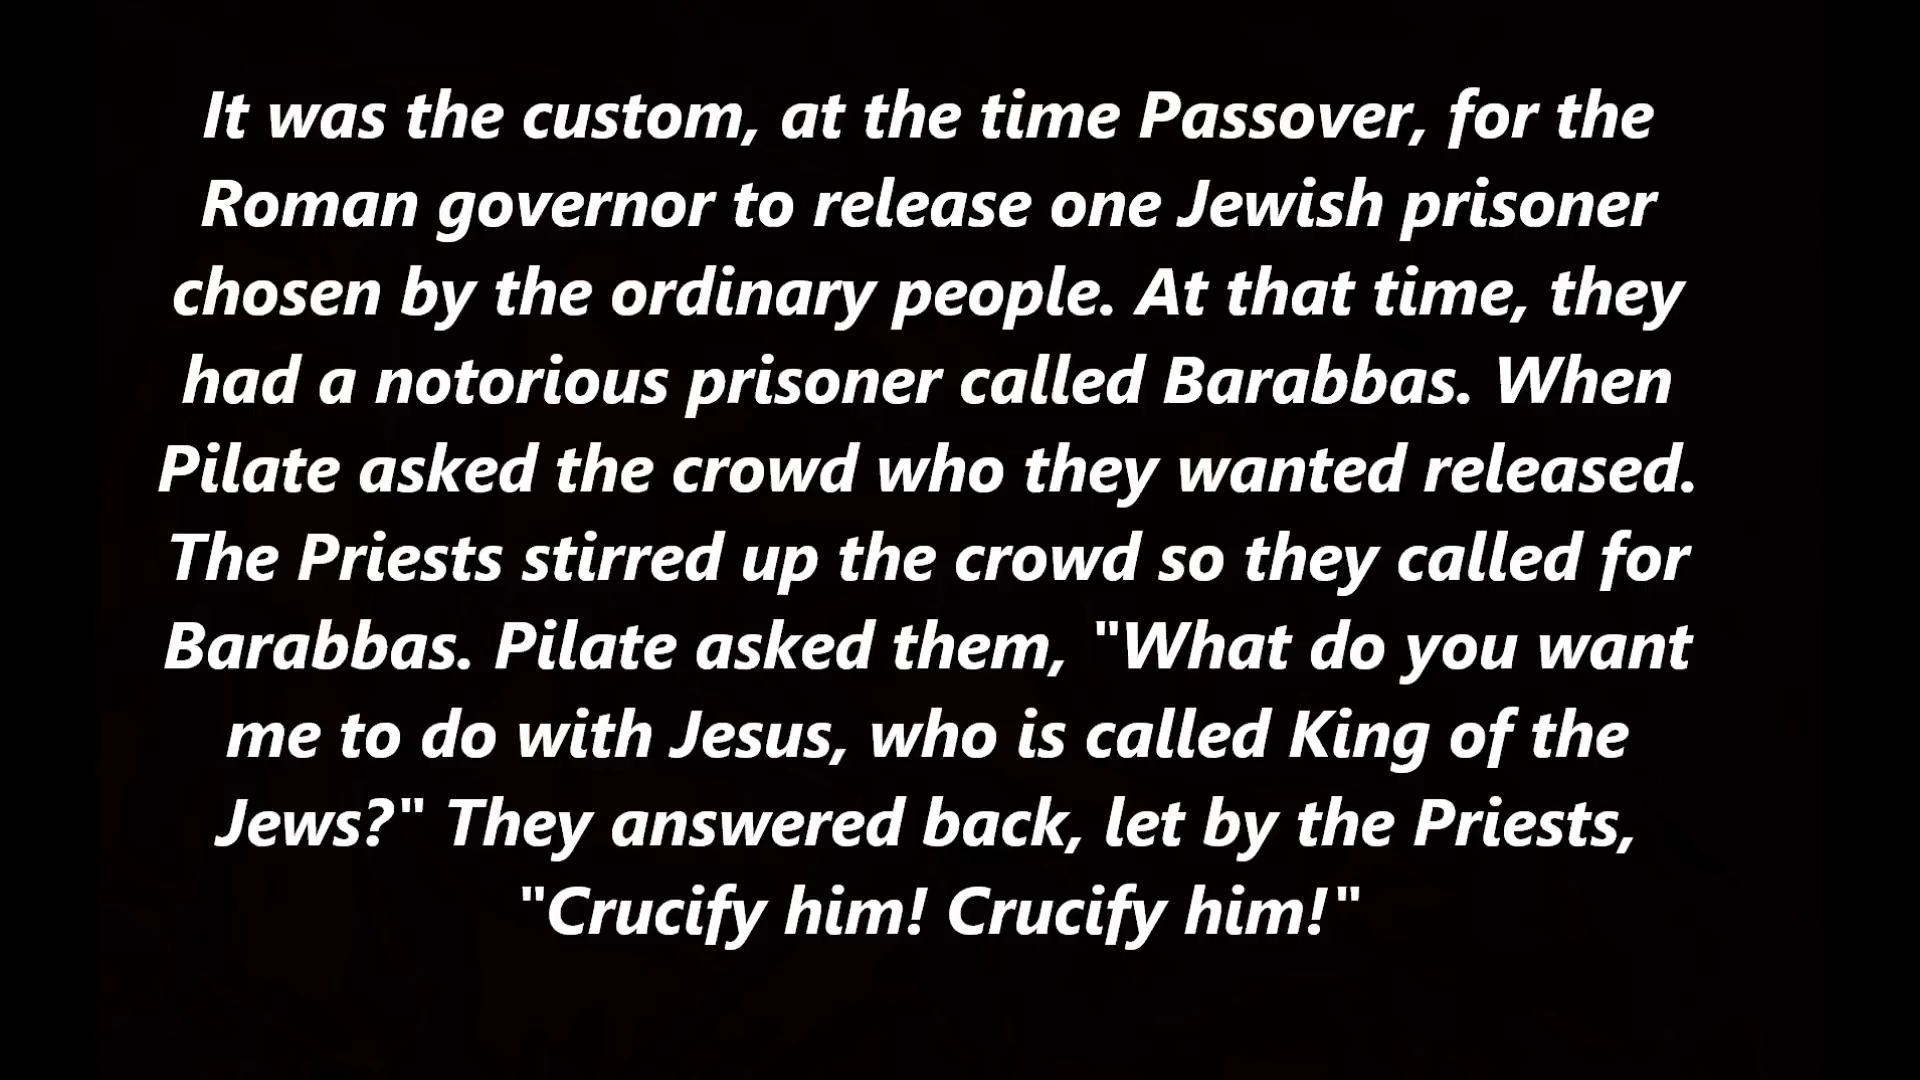 It was the custom, at the time Passover, for the
Roman governor to release one Jewish prisoner
chosen by the ordinary people. At that time, they
had a notorious prisoner called Barabbas. When
Pilate asked the crowd who they wanted released.
The Priests stirred up the crowd so they called for
Barabbas. Pilate asked them, "What do you want
me to do with Jesus, who is called King of the
Jews?" They answered back, let by the Priests,
"Crucify him! Crucify him!"